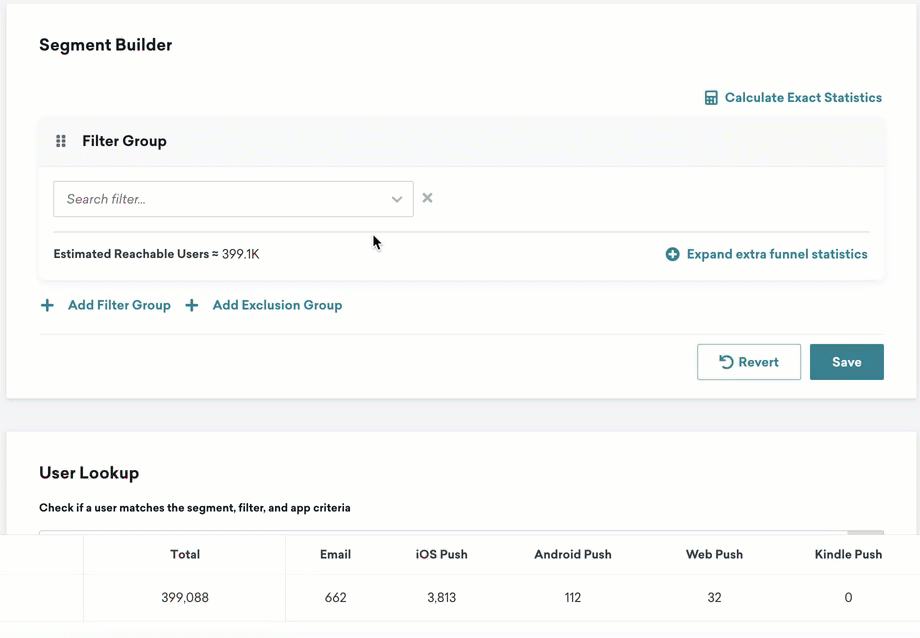 Segment Builder
Calculate Exact Statistics
Filter Group
Search filter...
Estimated Reachable Users ≈ 399.1K
Expand extra funnel statistics
Add Filter Group
Add Exclusion Group
Revert
Save
User Lookup
Check if a user matches the segment, filter, and app criteria
Total Email iOS Push Android Push Web Push Kindle Push
399,088 662 3,813 112 32 0